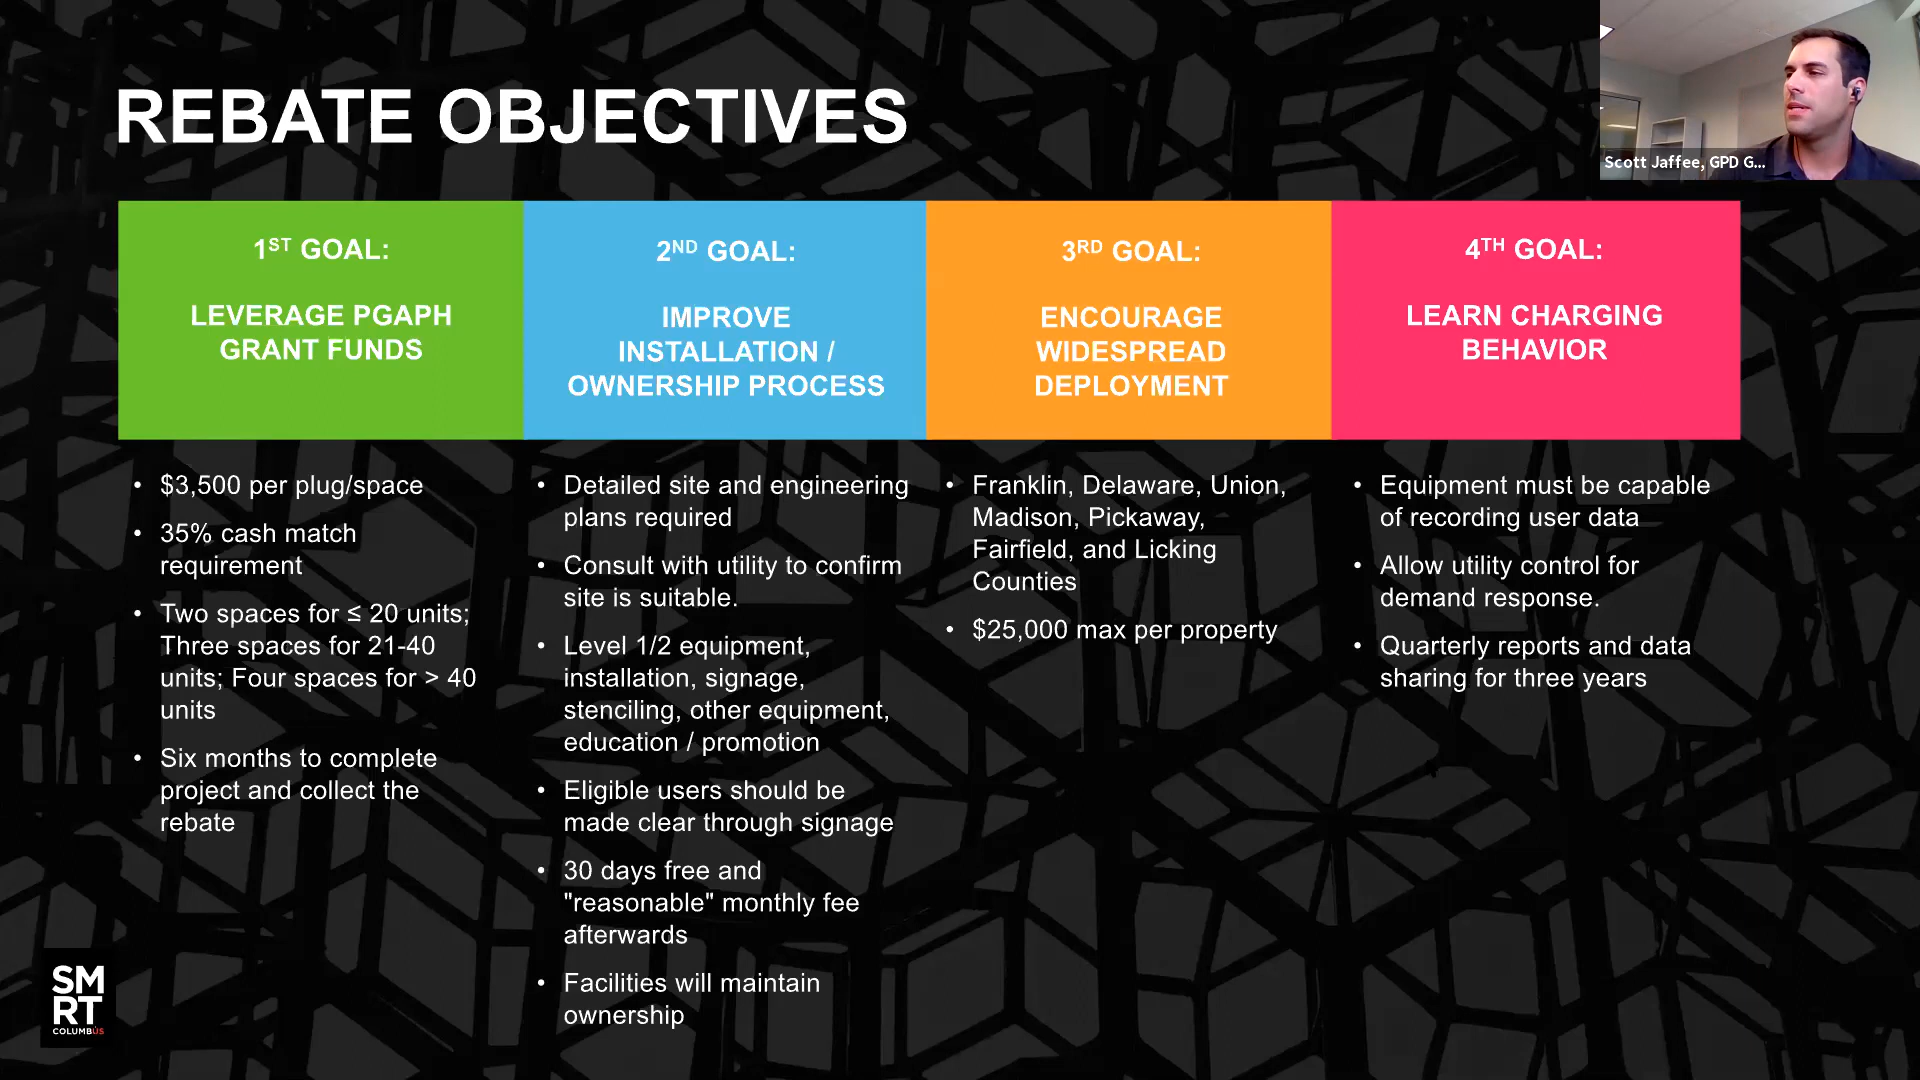 REBATE OBJECTIVES
Scott Jaffee, GPD G...
1ST GOAL:
LEVERAGE PGAPH
GRANT FUNDS
2ND GOAL:
IMPROVE
INSTALLATION /
OWNERSHIP PROCESS
3RD GOAL:
ENCOURAGE
WIDESPREAD
DEPLOYMENT
4TH GOAL:
LEARN CHARGING
BEHAVIOR
• $3,500 per plug/space
• 35% cash match
requirement
• Two spaces for ≤ 20 units;
Three spaces for 21-40
units; Four spaces for > 40
units
• Six months to complete
project and collect the
rebate
• Detailed site and engineering
plans required
• Consult with utility to confirm
site is suitable.
• Level 1/2 equipment,
installation, signage,
stenciling, other equipment,
education / promotion
• Eligible users should be
made clear through signage
• 30 days free and
"reasonable" monthly fee
afterwards
• Facilities will maintain
ownership
• Franklin, Delaware, Union,
Madison, Pickaway,
Fairfield, and Licking
Counties
• $25,000 max per property
• Equipment must be capable
of recording user data
• Allow utility control for
demand response.
• Quarterly reports and data
sharing for three years
SM
RT
COLUMBUS